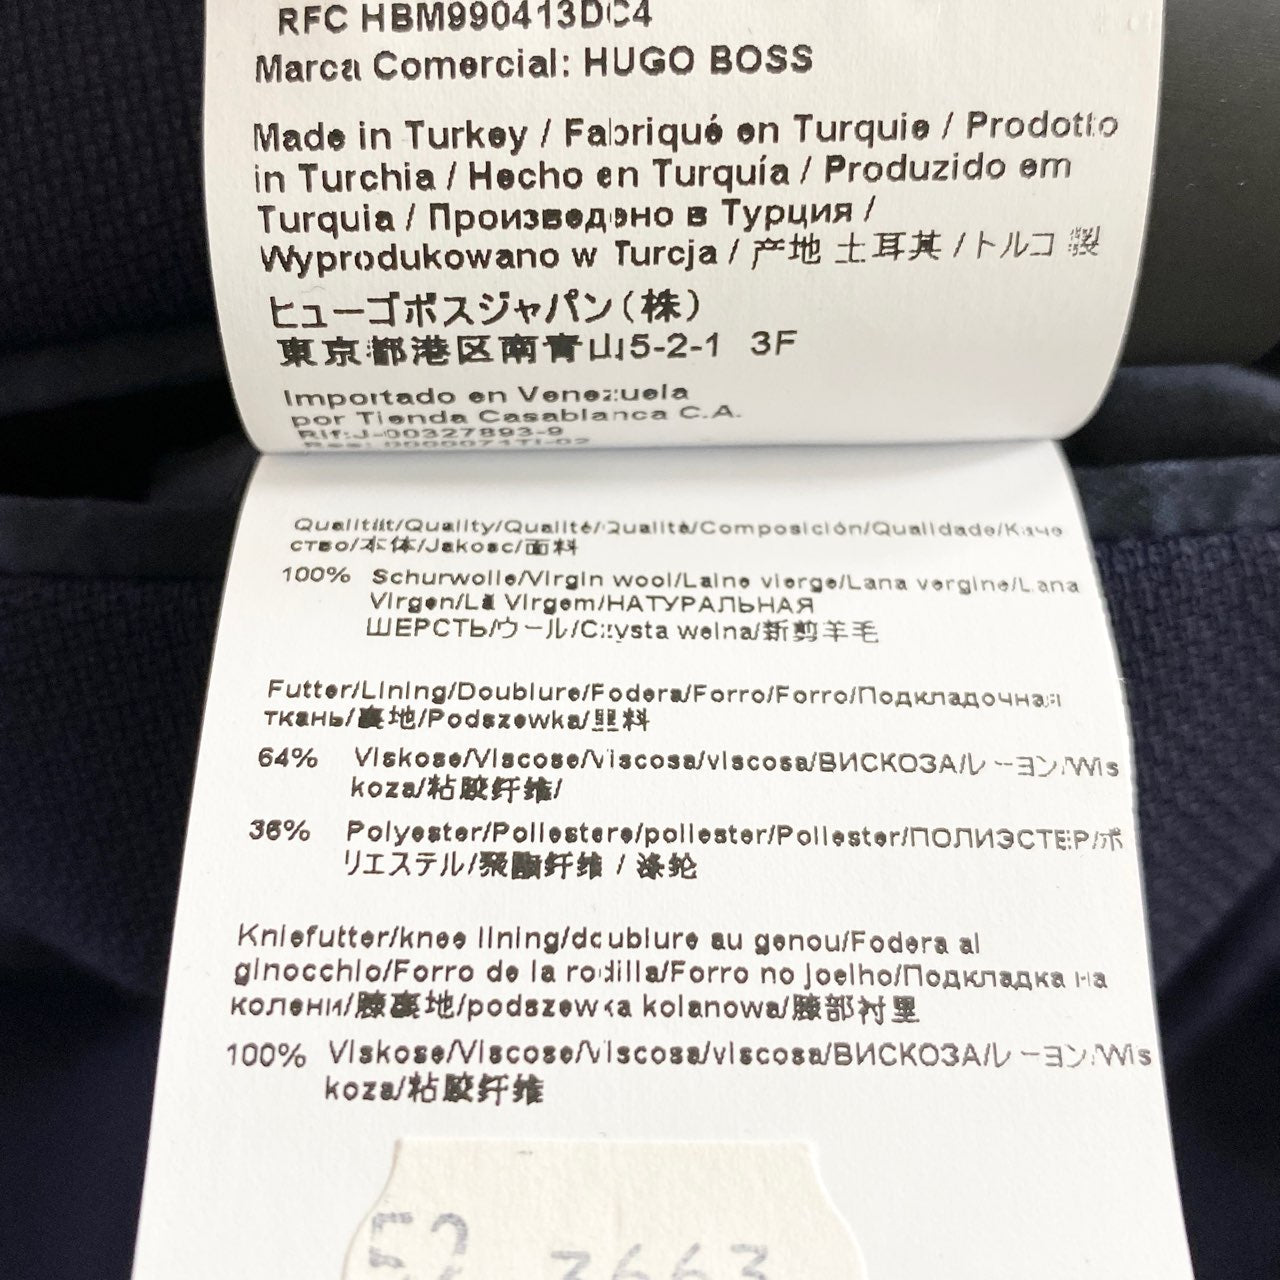 RFC HBM990413DC4
Marca Comercial: HUGO BOSS
Made in Turkey / Fabriqué en Turquie / Prodotto
in Turchia / Hecho en Turquía / Produzido em
Turquia / Произведено в Турция /
Wyprodukowano w Turcja / 产地 土耳其 / トルコ 製
ヒューゴボスジャパン(株)
東京都港区南青山5-2-1 3F
Importado en Venezuela
por Tienda Casablanca C.A.
Rif:J-00327893-9
Qualität/Quality/Qualité/Qualità/Composición/Qualidade/Каче
ство/本体/Jakosc/面料
100% Schurwolle/Virgin wool/Laine vierge/Lana vergine/Lana
Virgen/Lã Virgem/НАТУРАЛЬНАЯ
ШЕРСТЬ/ウール/Czysta welna/新剪羊毛
Futter/Lining/Doublure/Fodera/Forro/Forro/Подкладочная
ткань/裏地/Podszewka/里料
64% Viskose/Viscose/Viscosa/viscosa/ВИСКОЗА/レーヨン/Wis
koza/粘胶纤维/
36% Polyester/Poliestere/poliester/Poliester/ПОЛИЭСТЕР/ポ
リエステル/聚酯纤维 / 涤纶
Kniefutter/knee lining/doublure au genou/Fodera al
ginocchio/Forro de la rodilla/Forro no joelho/Подкладка на
колени/膝裏地/podszewka kolanowa/膝部衬里
100% Viskose/Viscose/Viscosa/viscosa/ВИСКОЗА/レーヨン/Wis
koza/粘胶纤维
52 3663